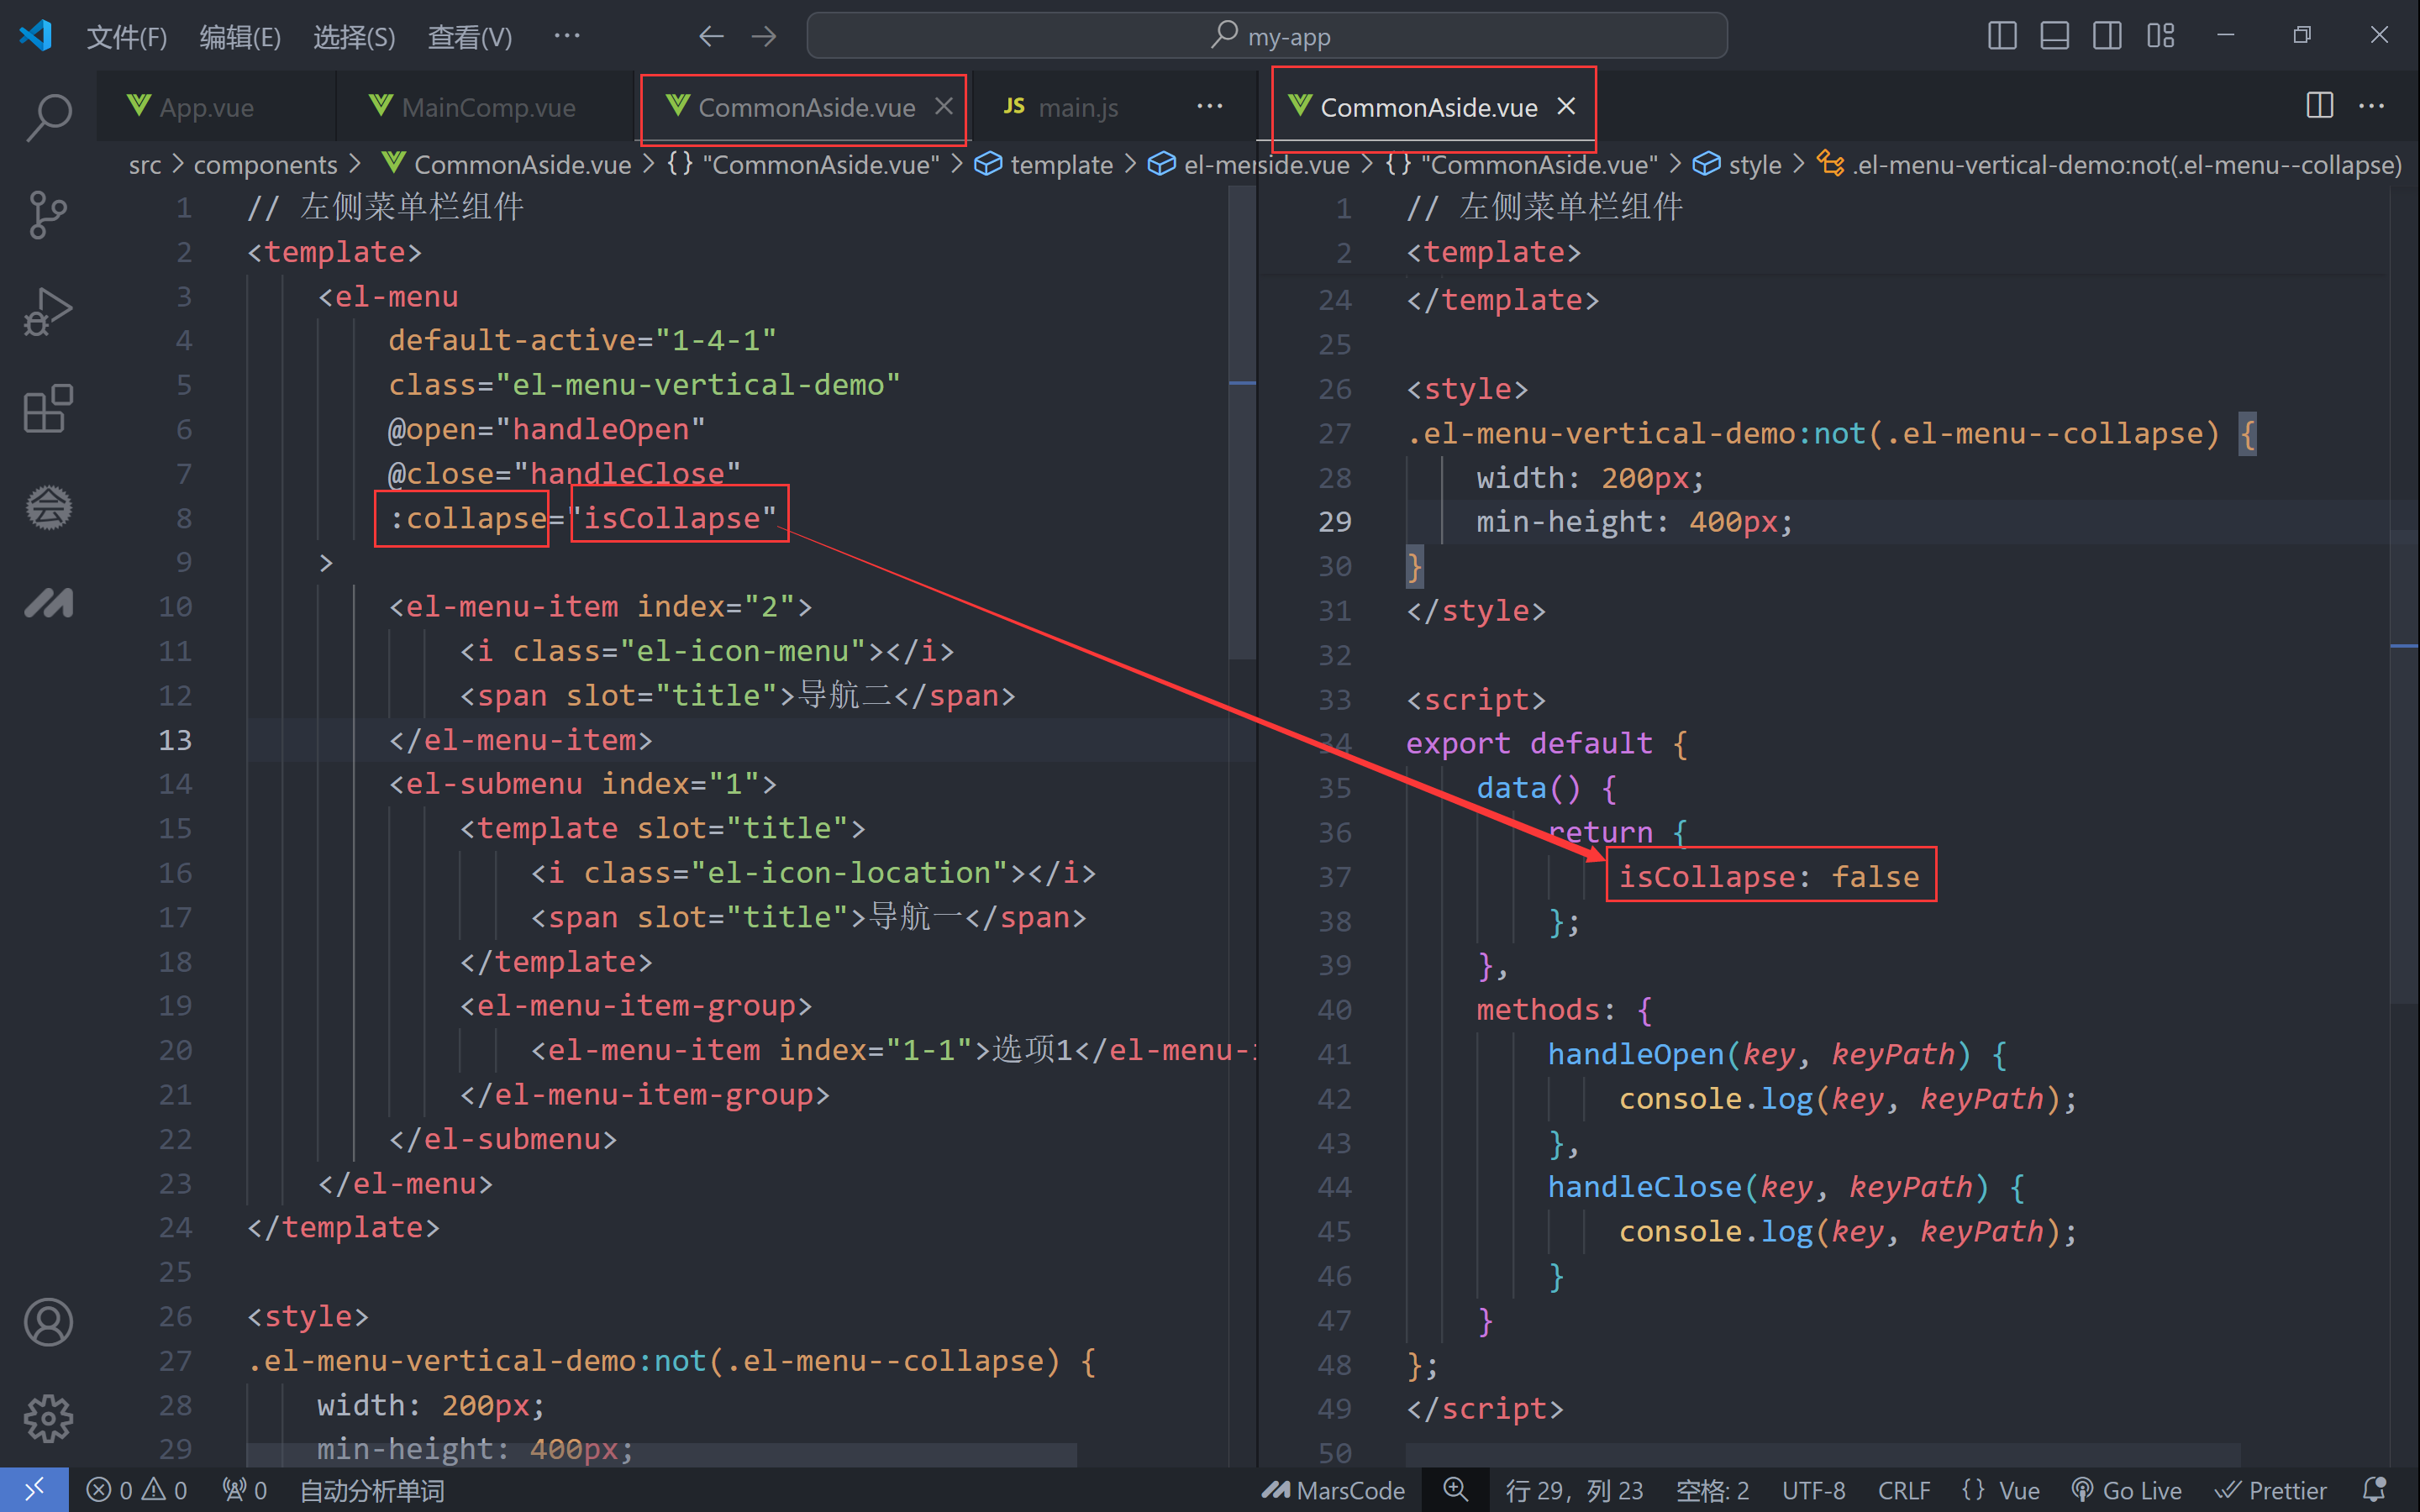 文件(F) 编辑(E) 选择(S) 查看(V) ··· my-app
App.vue MainComp.vue CommonAside.vue JS main.js ···
src > components > CommonAside.vue > {} "CommonAside.vue" > template > el-me
// 左侧菜单栏组件
1
<template>
2
<el-menu
3
default-active="1-4-1"
4
class="el-menu-vertical-demo"
5
@open="handleOpen"
6
@close="handleClose"
7
:collapse="isCollapse"
8
>
9
<el-menu-item index="2">
10
<i class="el-icon-menu"></i>
11
<span slot="title">导航二</span>
12
</el-menu-item>
13
<el-submenu index="1">
14
<template slot="title">
15
<i class="el-icon-location"></i>
16
<span slot="title">导航一</span>
17
</template>
18
<el-menu-item-group>
19
<el-menu-item index="1-1">选项1</el-menu-
20
</el-menu-item-group>
21
</el-submenu>
22
</el-menu>
23
</template>
24
25
<style>
26
.el-menu-vertical-demo:not(.el-menu--collapse) {
27
width: 200px;
28
min-height: 400px;
29
CommonAside.vue ···
side.vue > {} "CommonAside.vue" > style > .el-menu-vertical-demo:not(.el-menu--collapse)
1 // 左侧菜单栏组件
2 <template>
24 </template>
25
26 <style>
27 .el-menu-vertical-demo:not(.el-menu--collapse) {
28 width: 200px;
29 min-height: 400px;
30 }
31 </style>
32
33 <script>
34 export default {
35 data() {
36 return {
37 isCollapse: false
38 };
39 },
40 methods: {
41 handleOpen(key, keyPath) {
42 console.log(key, keyPath);
43 },
44 handleClose(key, keyPath) {
45 console.log(key, keyPath);
46 }
47 }
48 };
49 </script>
50
0 0 0 自动分析单词 MarsCode 行 29，列 23 空格: 2 UTF-8 CRLF {} Vue Go Live Prettier